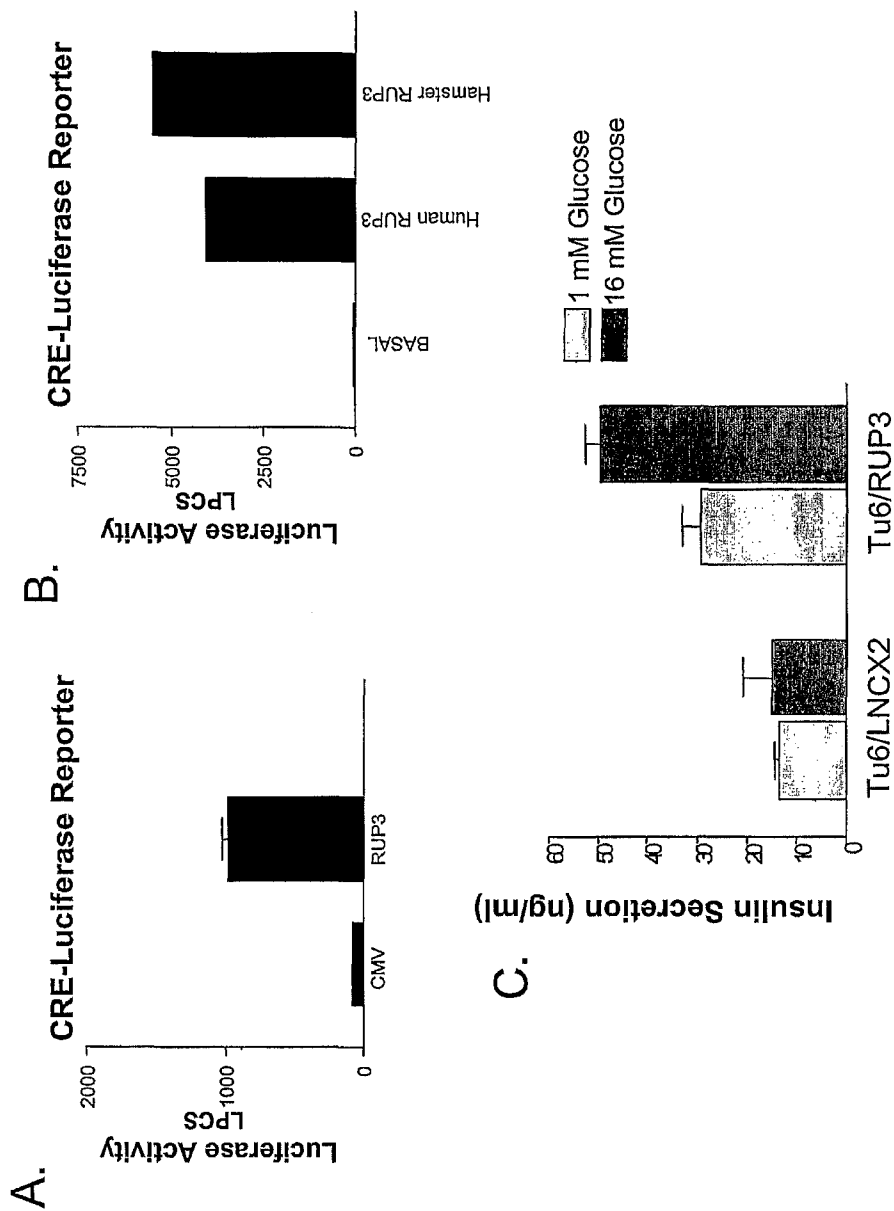 A.
CRE-Luciferase Reporter
2000
1000
0
Luciferase Activity
LPCS
CMV
RUP3
B.
CRE-Luciferase Reporter
7500
5000
2500
0
Luciferase Activity
LPCS
BASAL
Human RUP3
Hamster RUP3
C.
60
50
40
30
20
10
0
Insulin Secretion (ng/ml)
Tu6/LNCX2
Tu6/RUP3
1 mM Glucose
16 mM Glucose